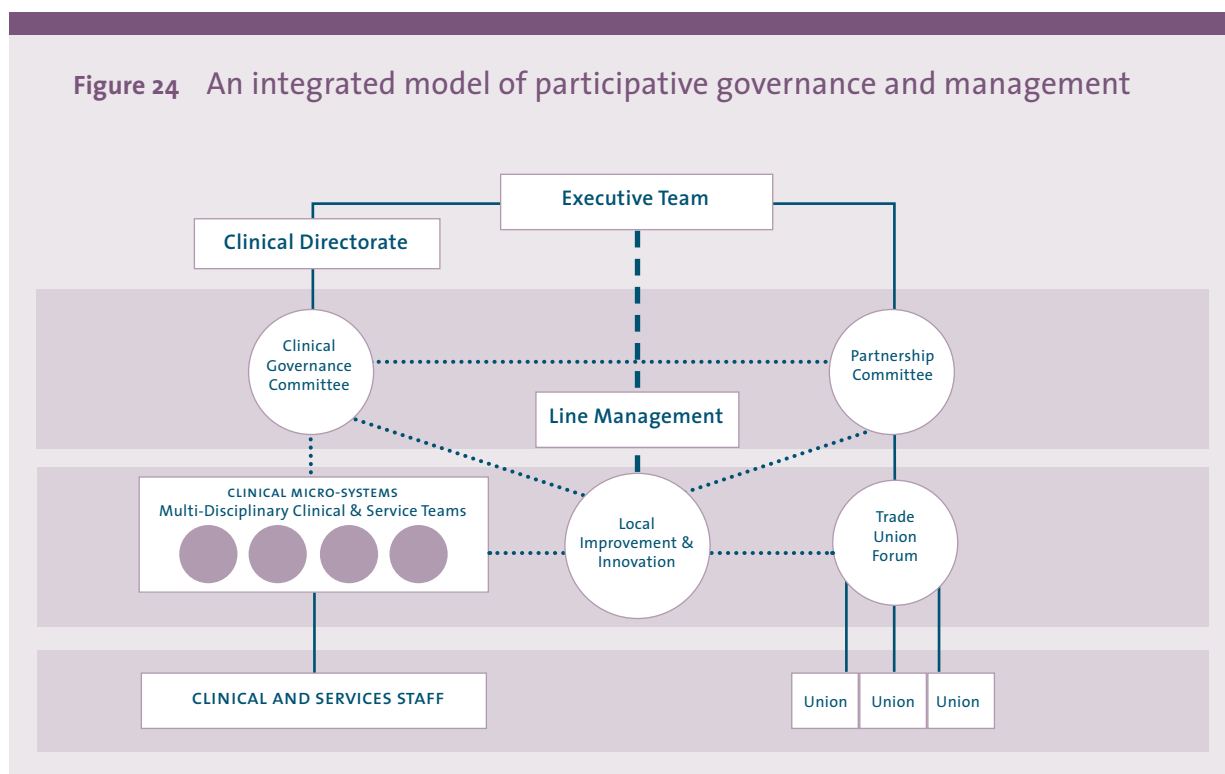 Figure 24 An integrated model of participative governance and management
Executive Team
Clinical Directorate
Clinical
Governance
Committee
Partnership
Committee
Line Management
CLINICAL MICRO-SYSTEMS
Multi-Disciplinary Clinical & Service Teams
Local
Improvement &
Innovation
Trade
Union
Forum
CLINICAL AND SERVICES STAFF
Union
Union
Union